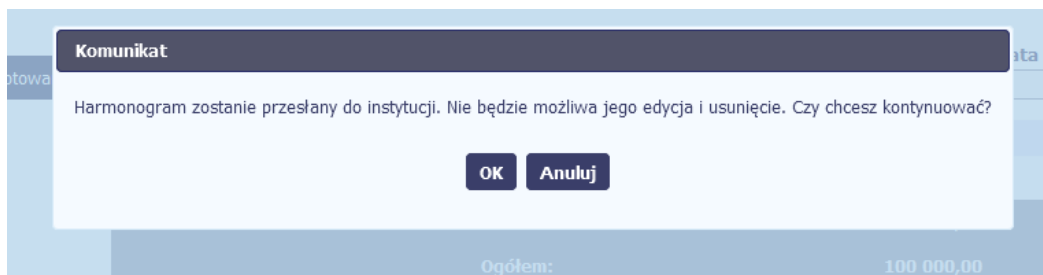 Komunikat
Harmonogram zostanie przesłany do instytucji. Nie będzie możliwa jego edycja i usunięcie. Czy chcesz kontynuować?
OK Anuluj
Ogółem: 100 000,00